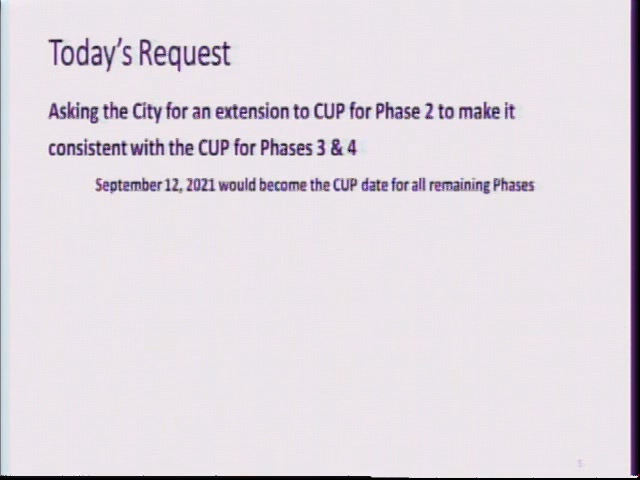 Today's Request
Asking the City for an extension to CUP for Phase 2 to make it
consistent with the CUP for Phases 3 & 4
September 12, 2021 would become the CUP date for all remaining Phases
5